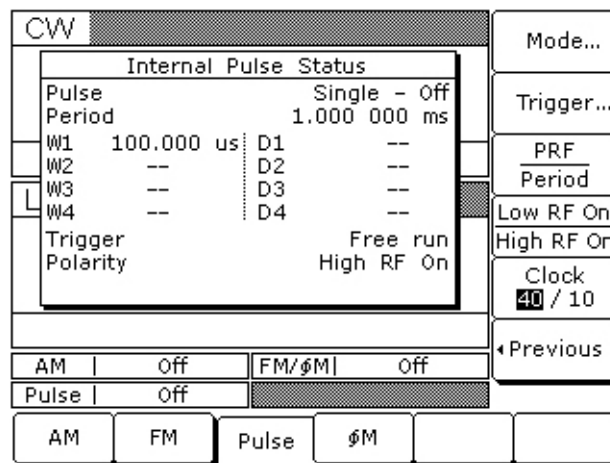 CW
Internal Pulse Status
Pulse Single - Off
Period 1.000 000 ms
W1 100.000 us D1 --
W2 -- D2 --
W3 -- D3 --
W4 -- D4 --
Trigger Free run
Polarity High RF On
L
AM | Off FM/ϕM| Off
Pulse | Off
AM FM Pulse ϕM
Mode...
Trigger...
PRF
Period
Low RF On
High RF On
Clock
40 / 10
◂Previous